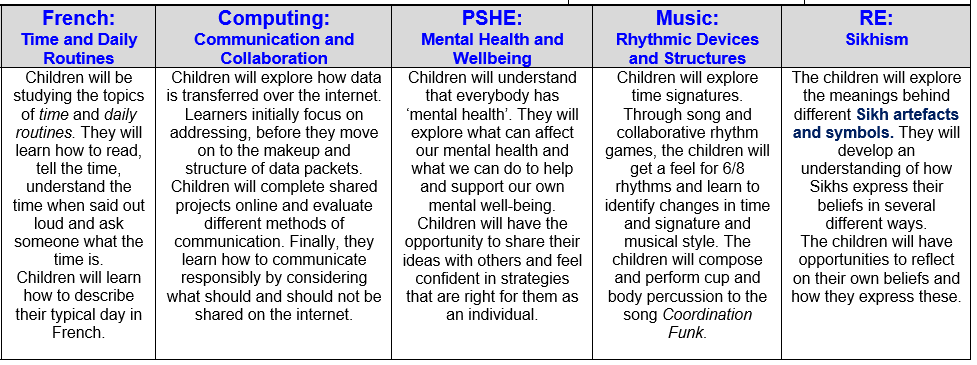 French:
Time and Daily
Routines
Children will be
studying the topics
of time and daily
routines. They will
learn how to read,
tell the time,
understand the
time when said out
loud and ask
someone what the
time is.
Children will learn
how to describe
their typical day in
French.
Computing:
Communication and
Collaboration
Children will explore how data
is transferred over the internet.
Learners initially focus on
addressing, before they move
on to the makeup and
structure of data packets.
Children will complete shared
projects online and evaluate
different methods of
communication. Finally, they
learn how to communicate
responsibly by considering
what should and should not be
shared on the internet.
PSHE:
Mental Health and
Wellbeing
Children will understand
that everybody has
‘mental health’. They will
explore what can affect
our mental health and
what we can do to help
and support our own
mental well-being.
Children will have the
opportunity to share their
ideas with others and feel
confident in strategies
that are right for them as
an individual.
Music:
Rhythmic Devices
and Structures
Children will explore
time signatures.
Through song and
collaborative rhythm
games, the children will
get a feel for 6/8
rhythms and learn to
identify changes in time
and signature and
musical style. The
children will compose
and perform cup and
body percussion to the
song Coordination
Funk.
RE:
Sikhism
The children will explore
the meanings behind
different Sikh artefacts
and symbols. They will
develop an
understanding of how
Sikhs express their
beliefs in several
different ways.
The children will have
opportunities to reflect
on their own beliefs and
how they express these.